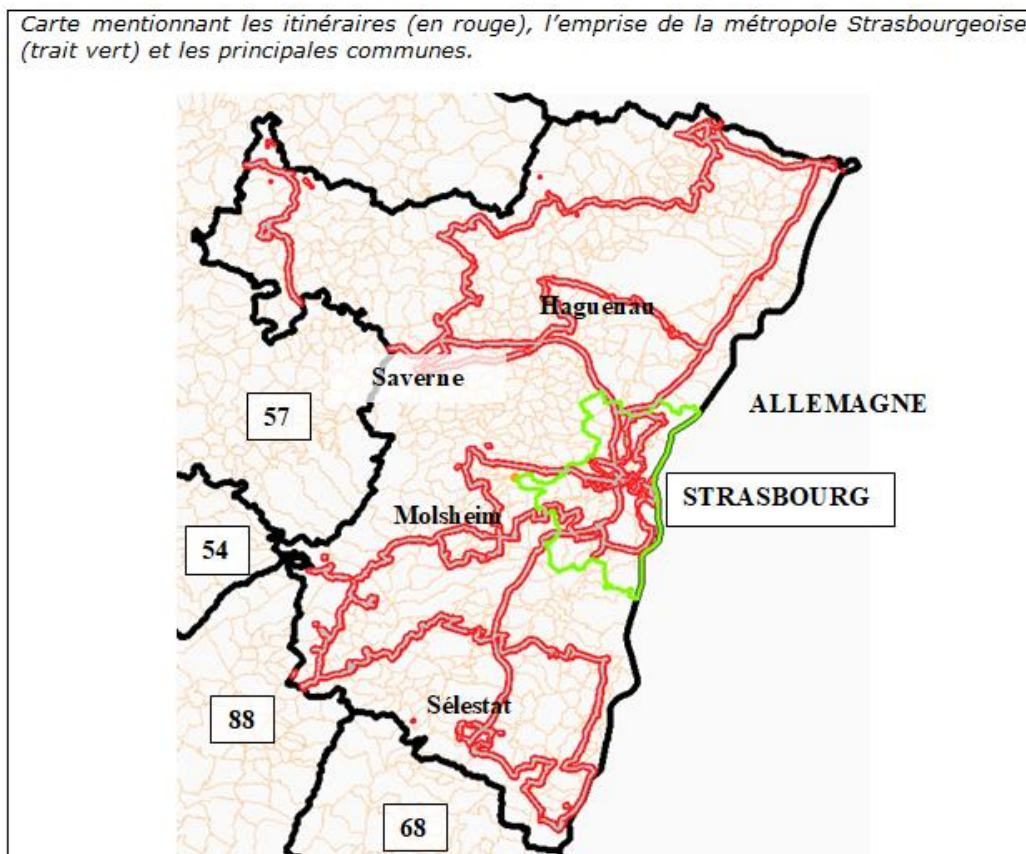 Carte mentionnant les itinéraires (en rouge), l'emprise de la métropole Strasbourgeoise
(trait vert) et les principales communes.
Haguenau
Saverne
57
ALLEMAGNE
STRASBOURG
Molsheim
54
Sélestat
88
68